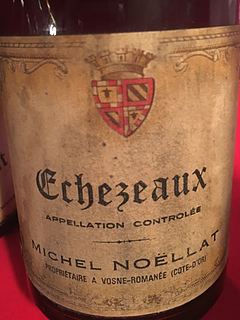 Echezeaux
APPELLATION CONTROLÉE
MICHEL NOËLLAT
PROPRIÉTAIRE A VOSNE-ROMANÉE (COTE-D'OR)